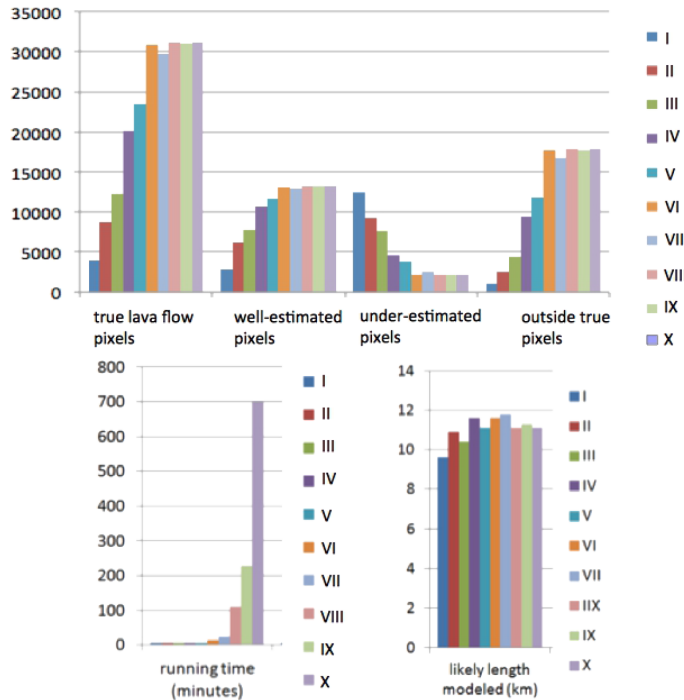 35000
30000
25000
20000
15000
10000
5000
0
true lava flow pixels
well-estimated pixels
under-estimated pixels
outside true pixels
I
II
III
IV
V
VI
VII
VII
IX
X
800
700
600
500
400
300
200
100
0
running time
(minutes)
I
II
III
IV
V
VI
VII
VIII
IX
X
14
12
10
8
6
4
2
0
likely length
modeled (km)
I
II
III
IV
V
VI
VII
IIX
IX
X